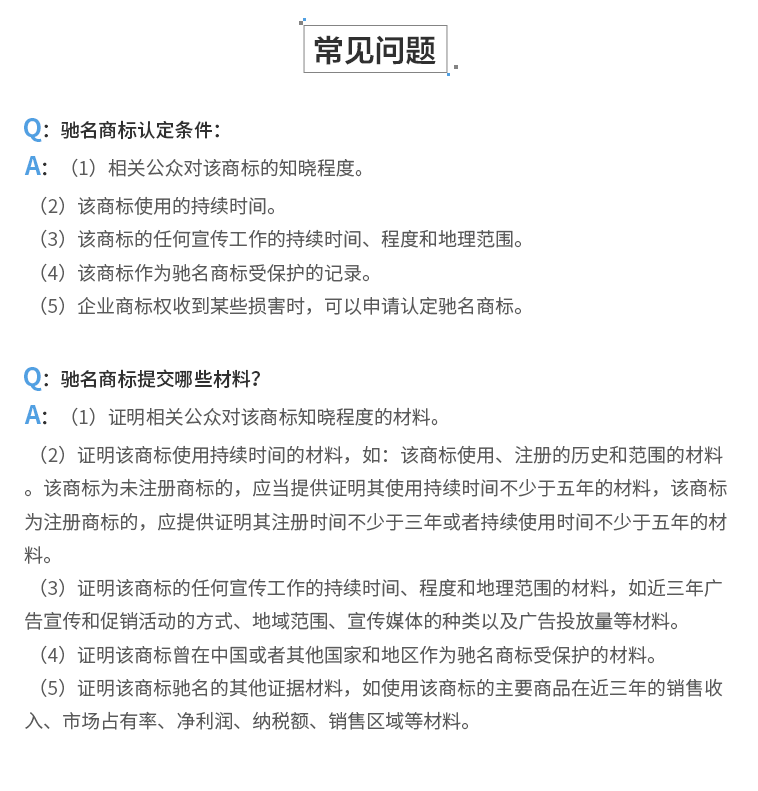 常见问题
Q：驰名商标认定条件：
A：（1）相关公众对该商标的知晓程度。
（2）该商标使用的持续时间。
（3）该商标的任何宣传工作的持续时间、程度和地理范围。
（4）该商标作为驰名商标受保护的记录。
（5）企业商标权收到某些损害时，可以申请认定驰名商标。
Q：驰名商标提交哪些材料？
A：（1）证明相关公众对该商标知晓程度的材料。
（2）证明该商标使用持续时间的材料，如：该商标使用、注册的历史和范围的材料
。该商标为未注册商标的，应当提供证明其使用持续时间不少于五年的材料，该商标
为注册商标的，应提供证明其注册时间不少于三年或者持续使用时间不少于五年的材
料。
（3）证明该商标的任何宣传工作的持续时间、程度和地理范围的材料，如近三年广
告宣传和促销活动的方式、地域范围、宣传媒体的种类以及广告投放量等材料。
（4）证明该商标曾在中国或者其他国家和地区作为驰名商标受保护的材料。
（5）证明该商标驰名的其他证据材料，如使用该商标的主要商品在近三年的销售收
入、市场占有率、净利润、纳税额、销售区域等材料。